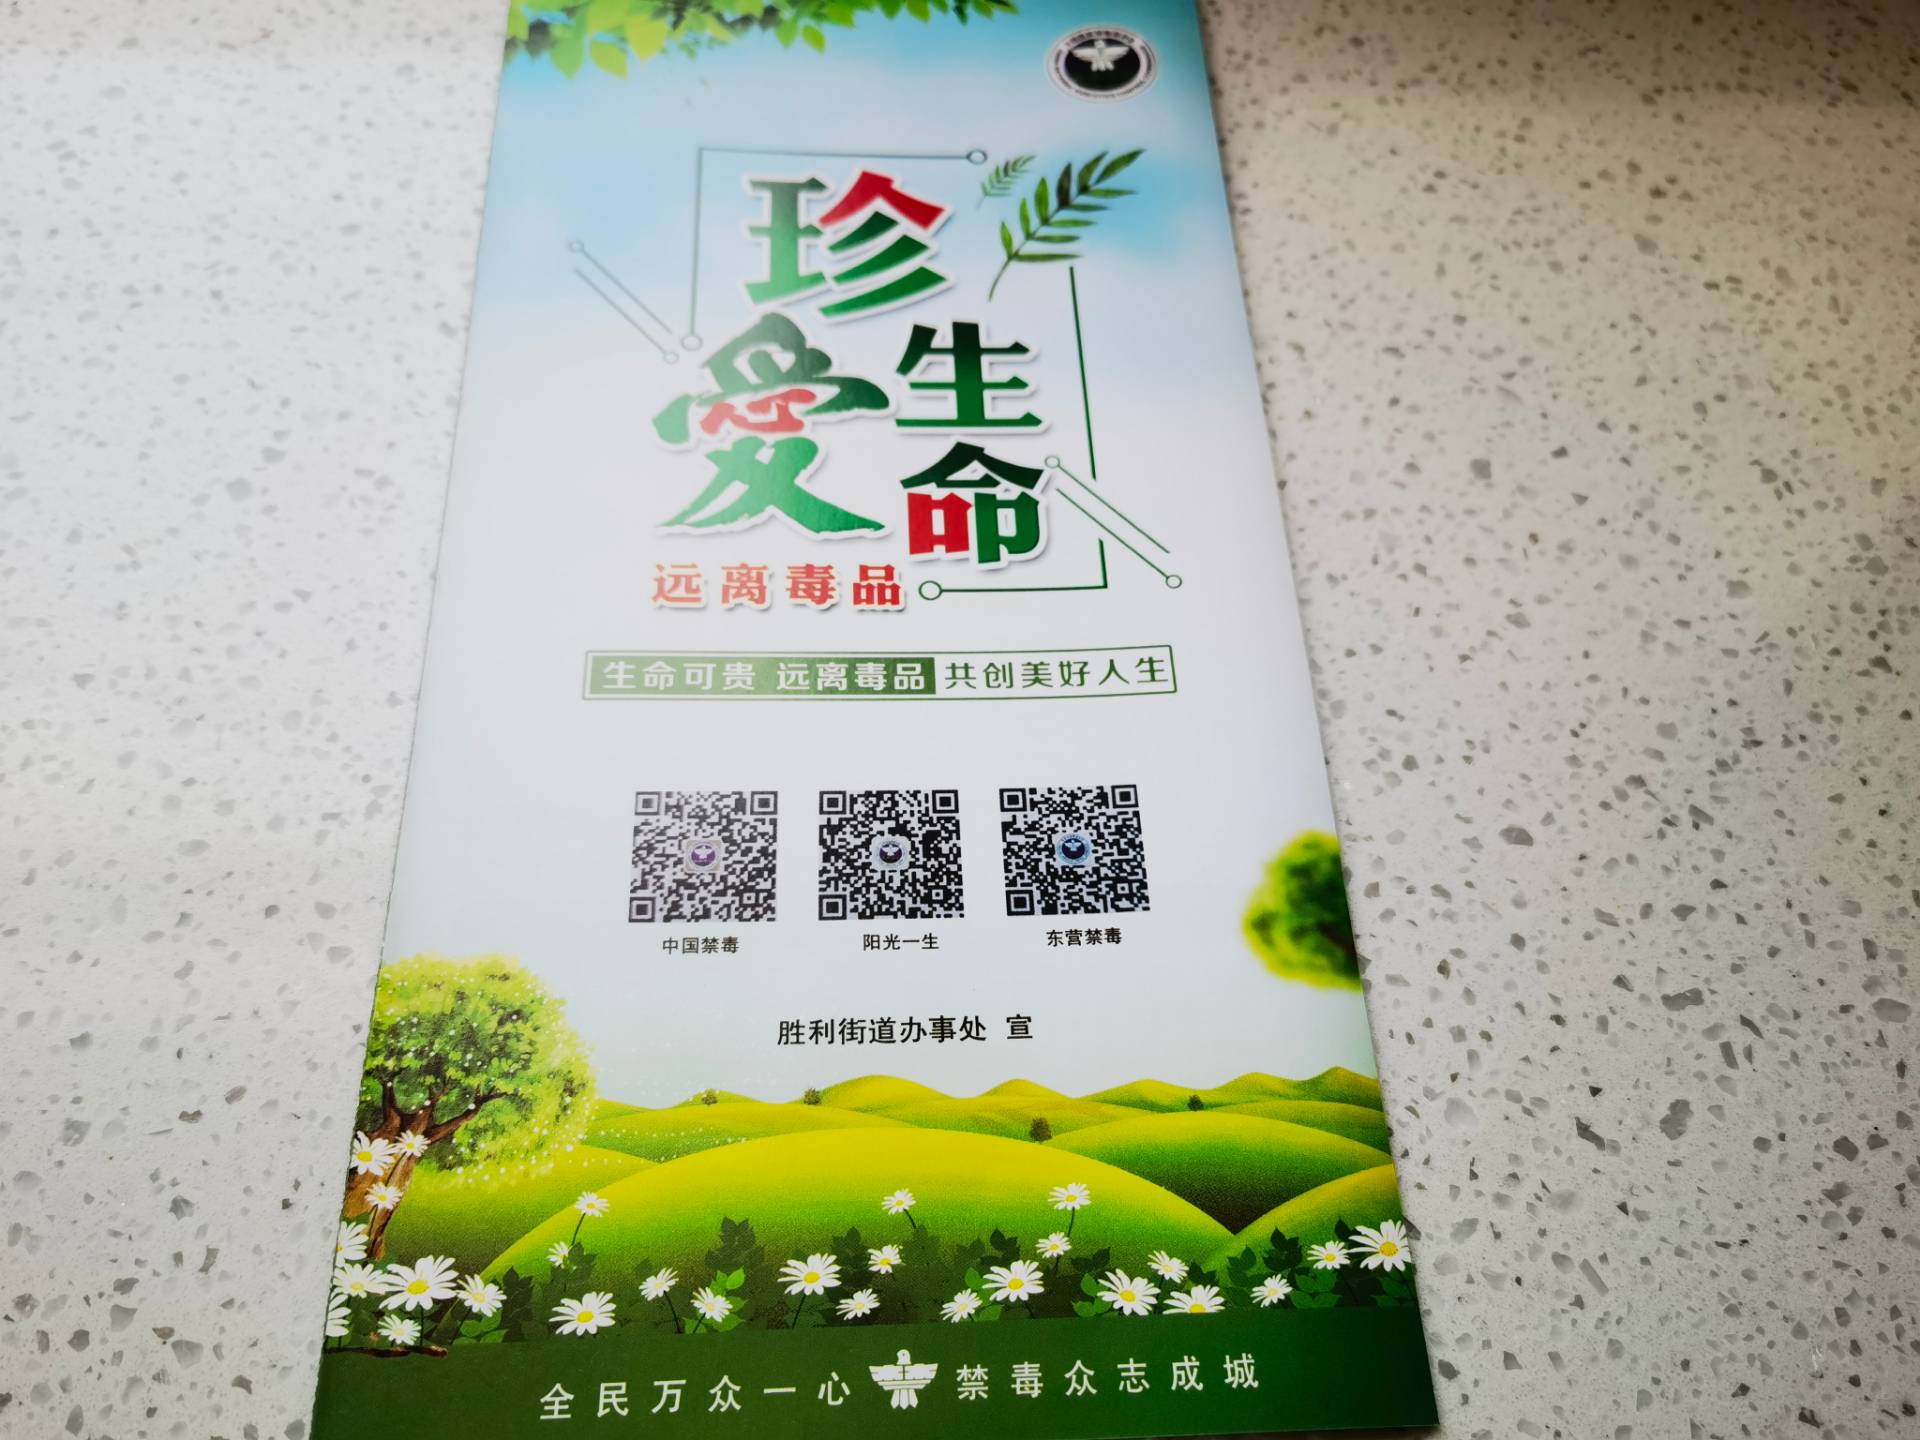 珍爱生命
远离毒品
生命可贵 远离毒品 共创美好人生
中国禁毒 阳光一生 东营禁毒
胜利街道办事处 宣
全民万众一心 禁毒众志成城